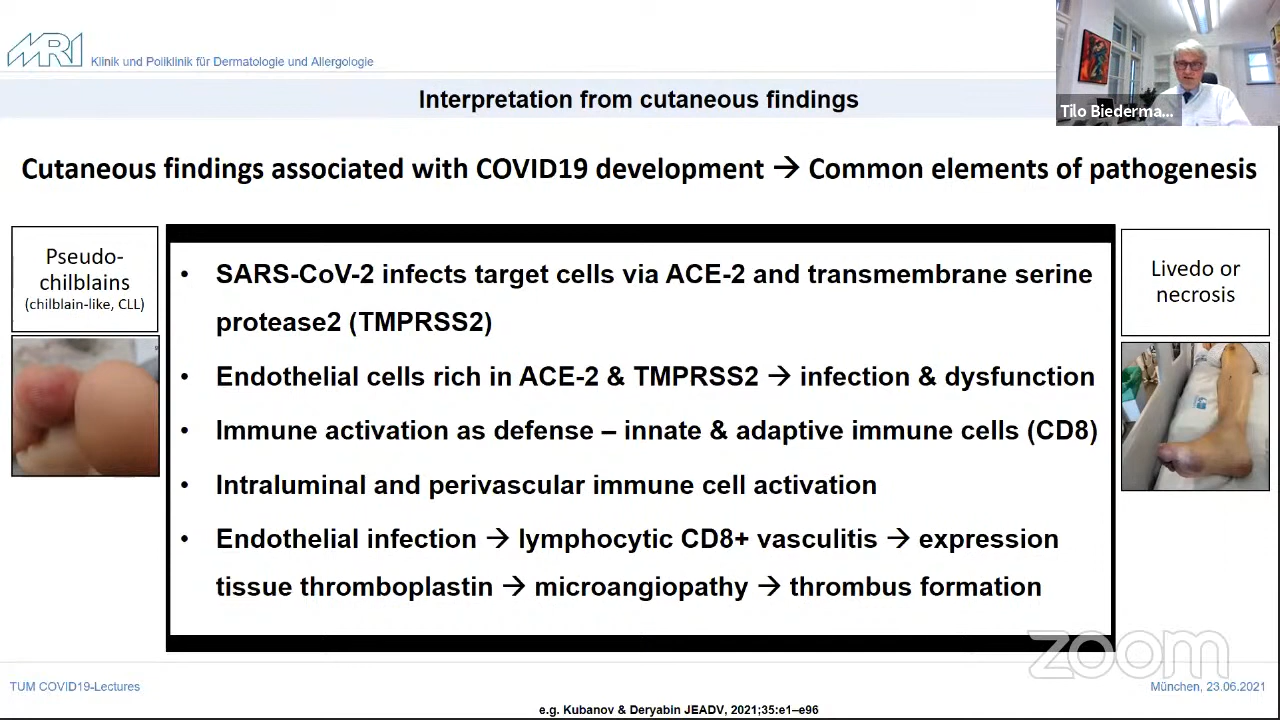 MRI Klinik und Poliklinik für Dermatologie und Allergologie
Tilo Biederma...
Interpretation from cutaneous findings
Cutaneous findings associated with COVID19 development → Common elements of pathogenesis
Pseudo-
chilblains
(chilblain-like, CLL)
• SARS-CoV-2 infects target cells via ACE-2 and transmembrane serine
protease2 (TMPRSS2)
• Endothelial cells rich in ACE-2 & TMPRSS2 → infection & dysfunction
• Immune activation as defense – innate & adaptive immune cells (CD8)
• Intraluminal and perivascular immune cell activation
• Endothelial infection → lymphocytic CD8+ vasculitis → expression
tissue thromboplastin → microangiopathy → thrombus formation
Livedo or
necrosis
zoom
TUM COVID19-Lectures
München, 23.06.2021
e.g. Kubanov & Deryabin JEADV, 2021;35:e1–e96